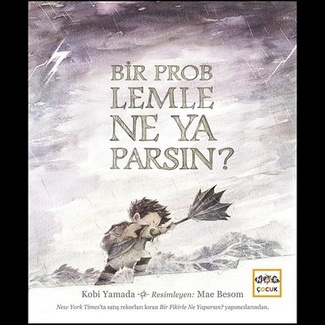 BİR PROB
LEMLE
NE YA
PARSIN?
Kobi Yamada Resimleyen: Mae Besom
New York Times'ta satış rekorları kıran Bir Fikirle Ne Yaparsın? yapımcılarından.
ÇOCUK